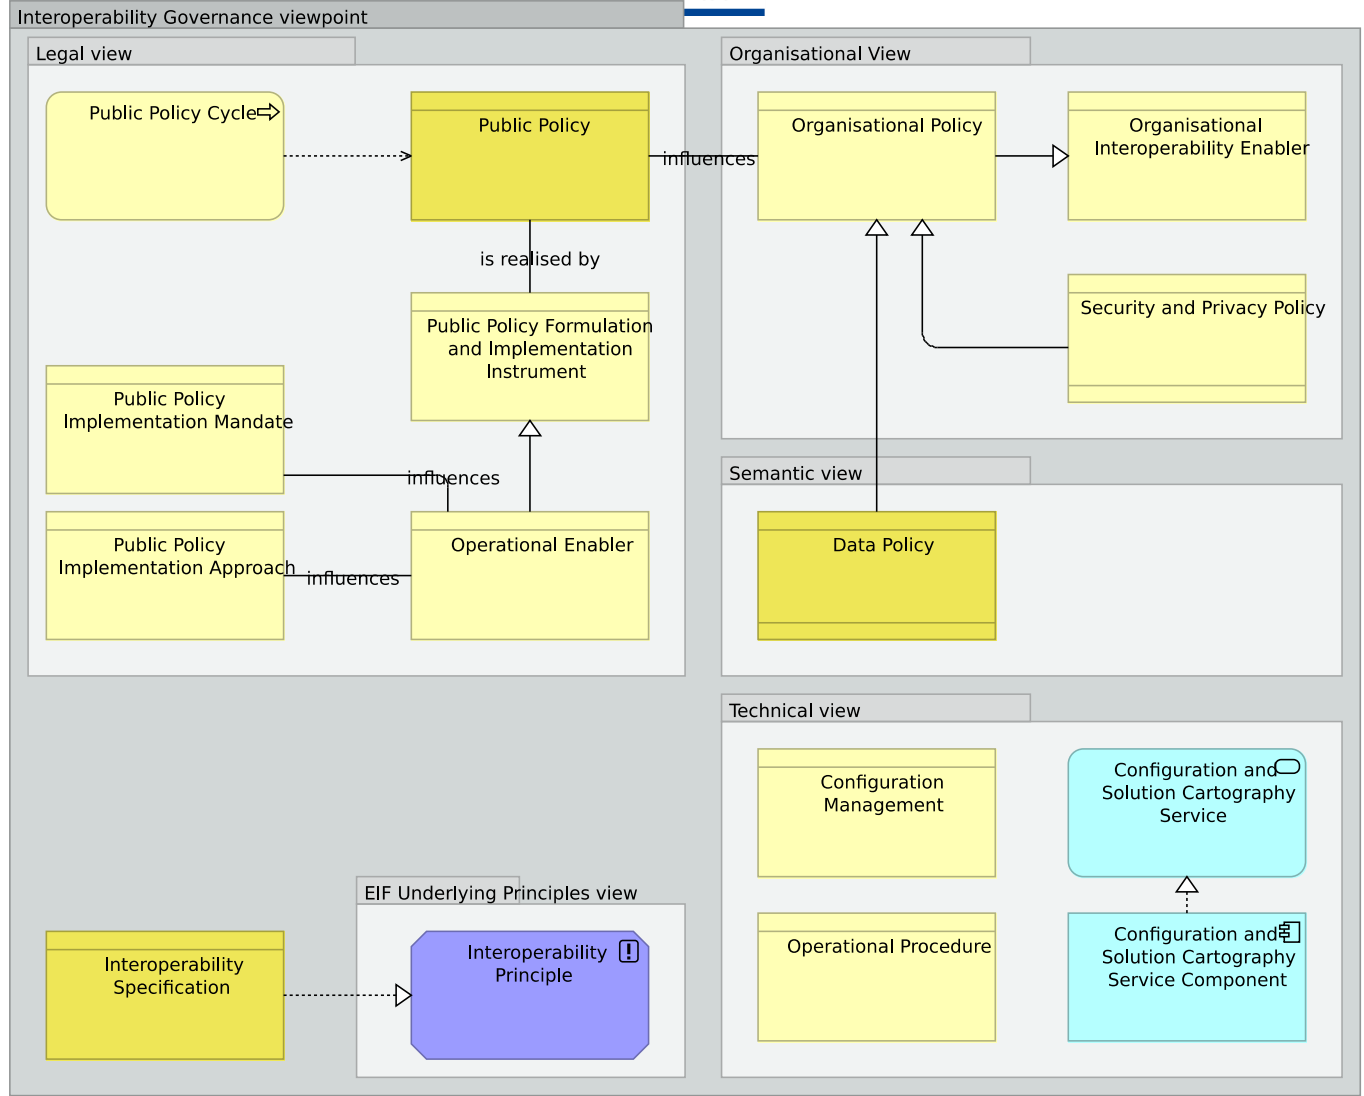 Interoperability Governance viewpoint
Legal view
Public Policy Cycle
Public Policy
influences
is realised by
Public Policy Formulation
and Implementation
Instrument
Public Policy
Implementation Mandate
influences
Public Policy
Implementation Approach
influences
Operational Enabler
Organisational View
Organisational Policy
Organisational
Interoperability Enabler
Security and Privacy Policy
Semantic view
Data Policy
Technical view
Configuration
Management
Configuration and
Solution Cartography
Service
Operational Procedure
Configuration and
Solution Cartography
Service Component
EIF Underlying Principles view
Interoperability
Specification
Interoperability
Principle